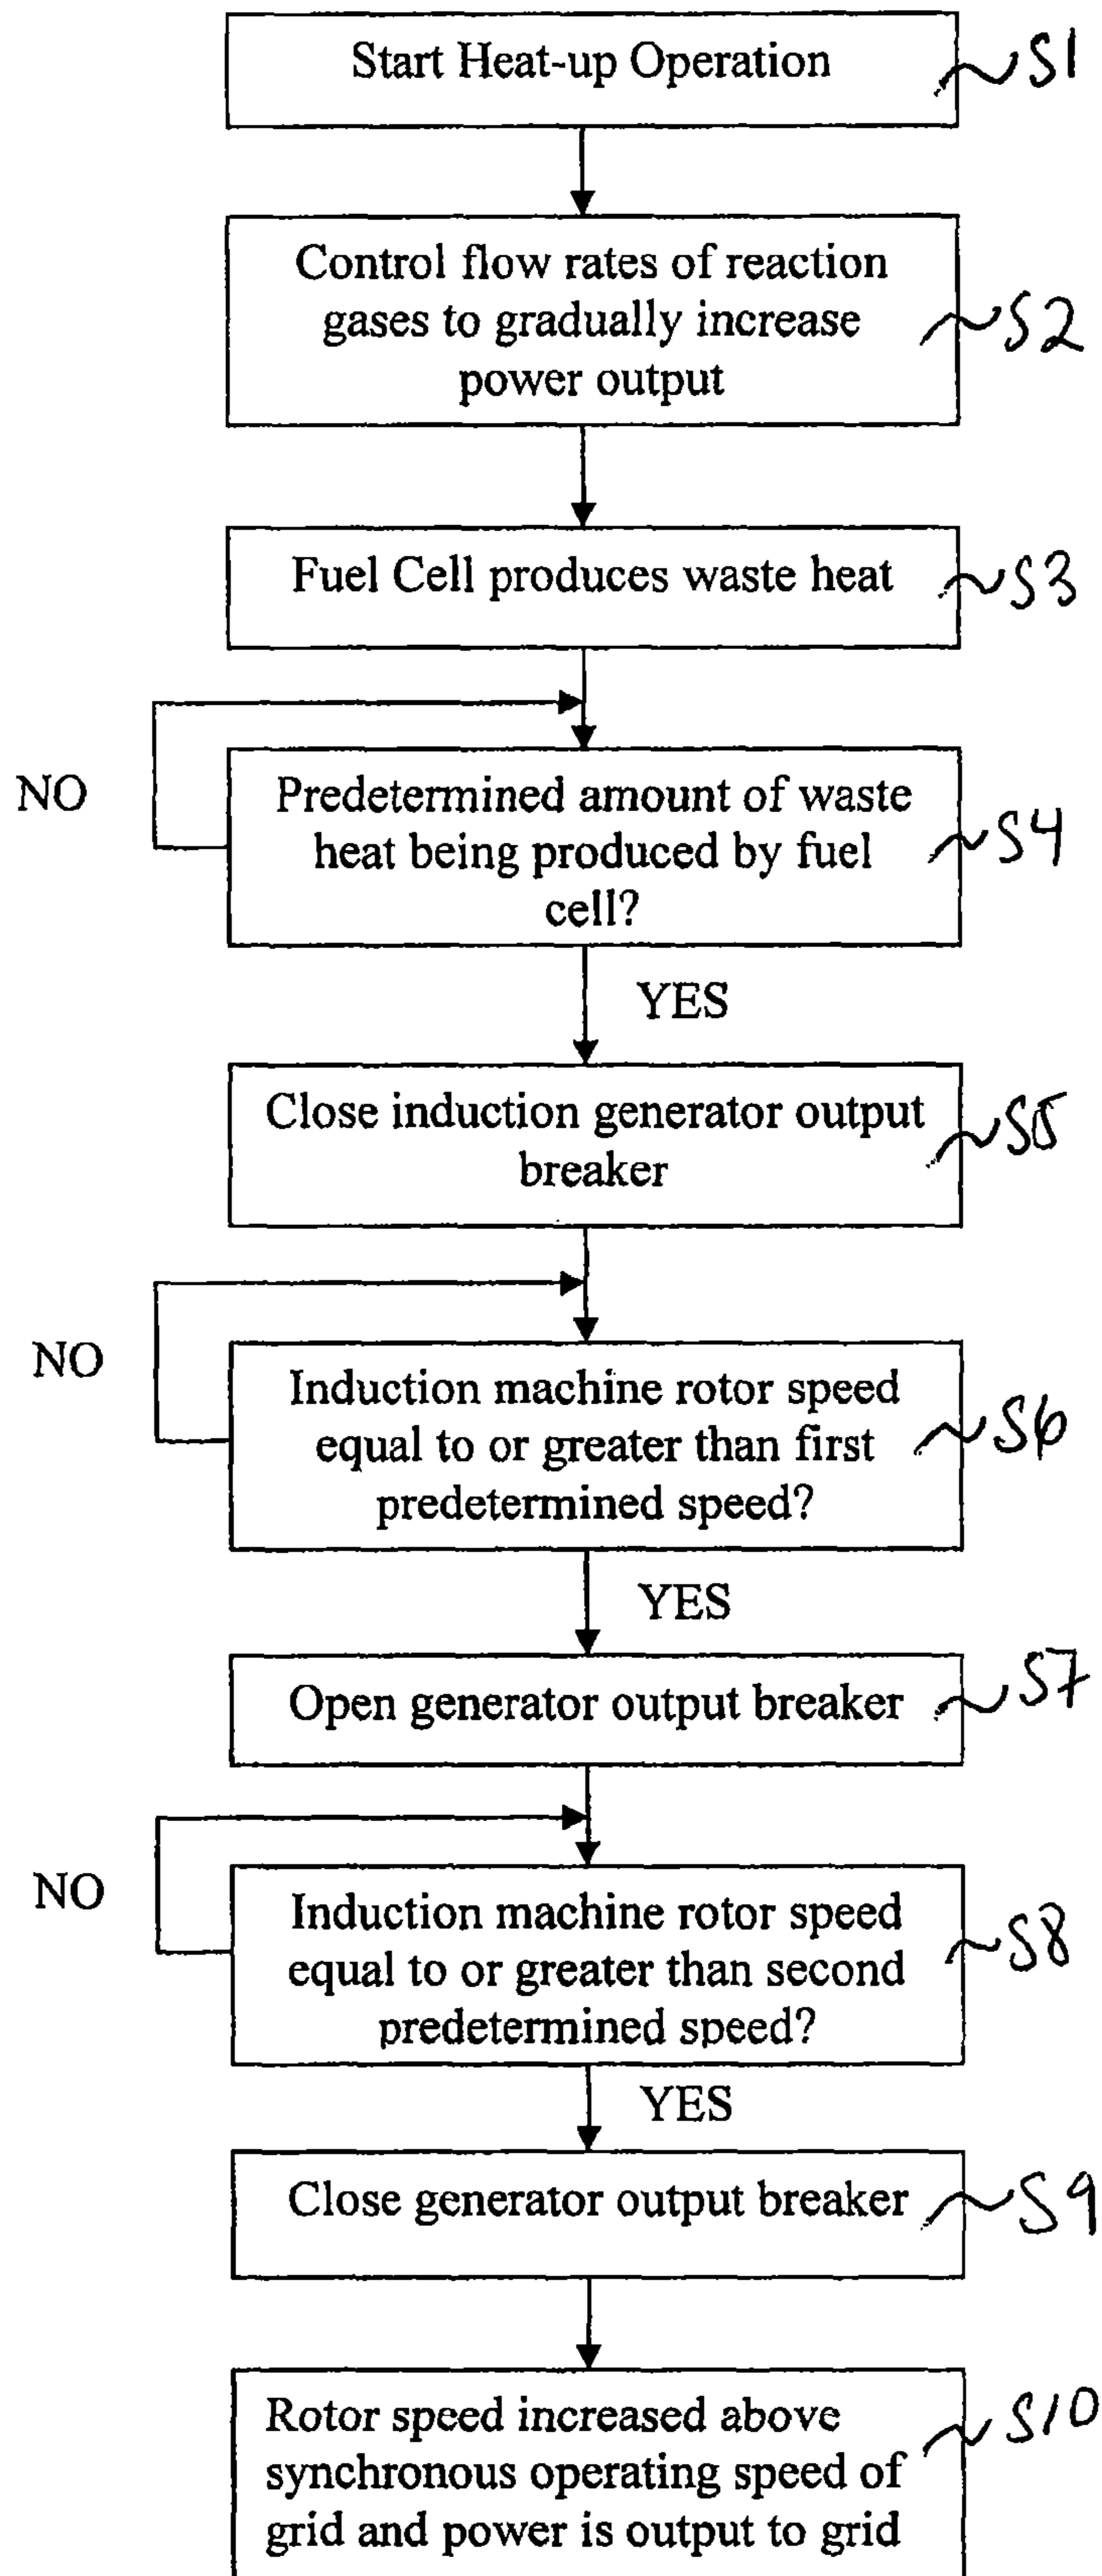 Start Heat-up Operation
S1
Control flow rates of reaction
gases to gradually increase
power output
S2
Fuel Cell produces waste heat
S3
NO
Predetermined amount of waste
heat being produced by fuel
cell?
S4
YES
Close induction generator output
breaker
S5
NO
Induction machine rotor speed
equal to or greater than first
predetermined speed?
S6
YES
Open generator output breaker
S7
NO
Induction machine rotor speed
equal to or greater than second
predetermined speed?
S8
YES
Close generator output breaker
S9
Rotor speed increased above
synchronous operating speed of
grid and power is output to grid
S10